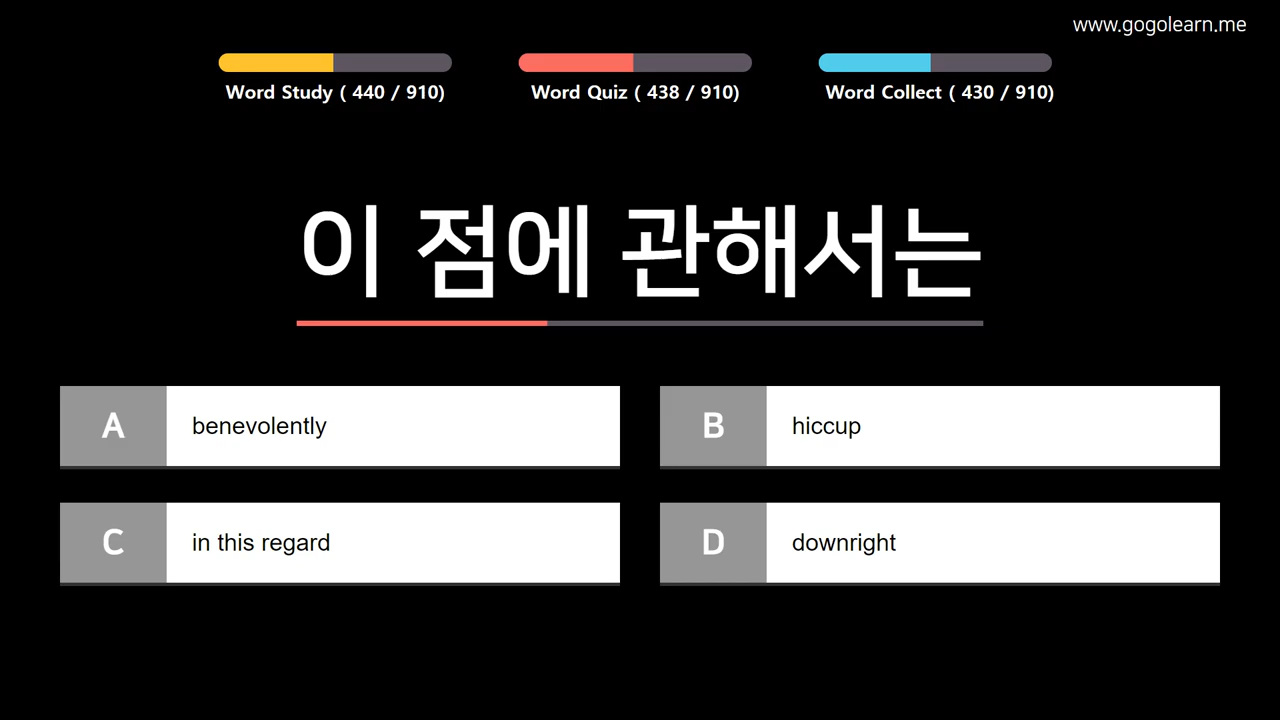 www.gogolearn.me
Word Study ( 440 / 910)
Word Quiz ( 438 / 910)
Word Collect ( 430 / 910)
이 점에 관해서는
A benevolently
B hiccup
C in this regard
D downright